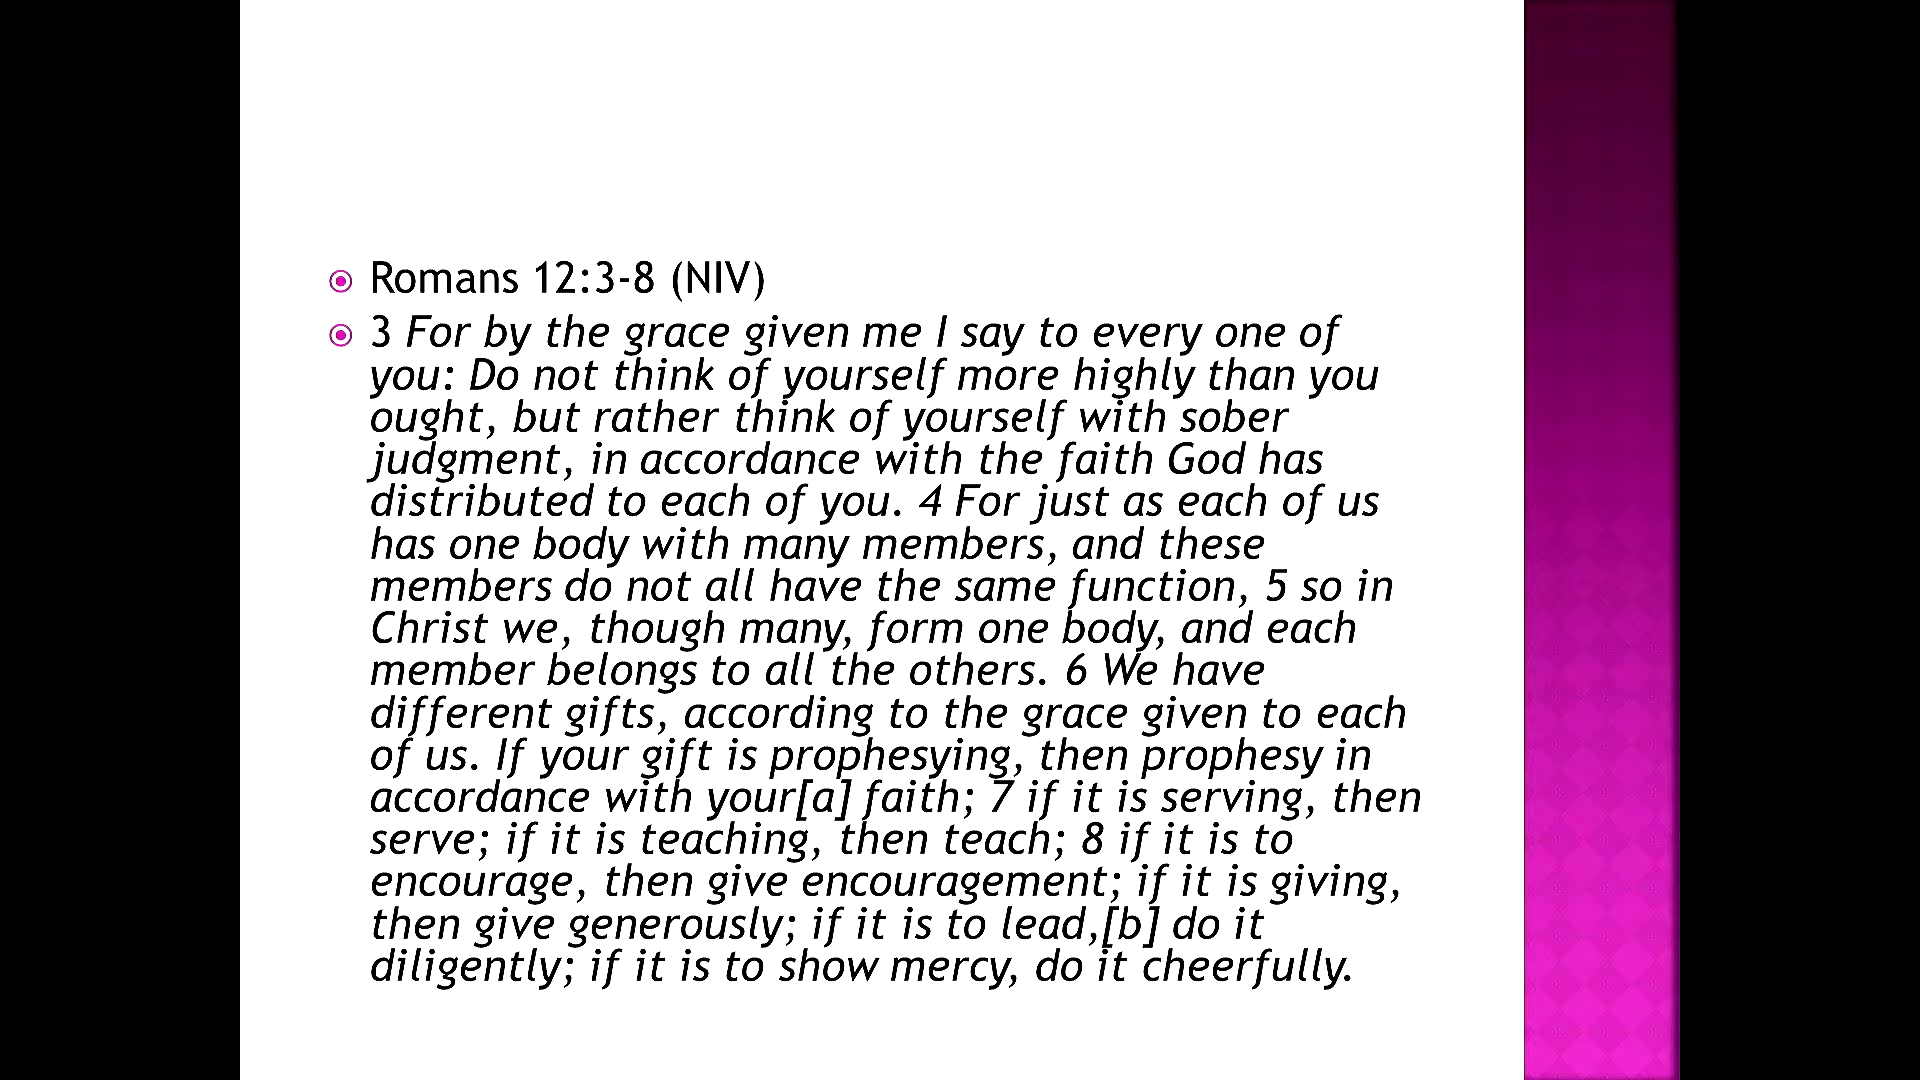 Romans 12:3-8 (NIV)
3 For by the grace given me I say to every one of
you: Do not think of yourself more highly than you
ought, but rather think of yourself with sober
judgment, in accordance with the faith God has
distributed to each of you. 4 For just as each of us
has one body with many members, and these
members do not all have the same function, 5 so in
Christ we, though many, form one body, and each
member belongs to all the others. 6 We have
different gifts, according to the grace given to each
of us. If your gift is prophesying, then prophesy in
accordance with your[a] faith; 7 if it is serving, then
serve; if it is teaching, then teach; 8 if it is to
encourage, then give encouragement; if it is giving,
then give generously; if it is to lead,[b] do it
diligently; if it is to show mercy, do it cheerfully.